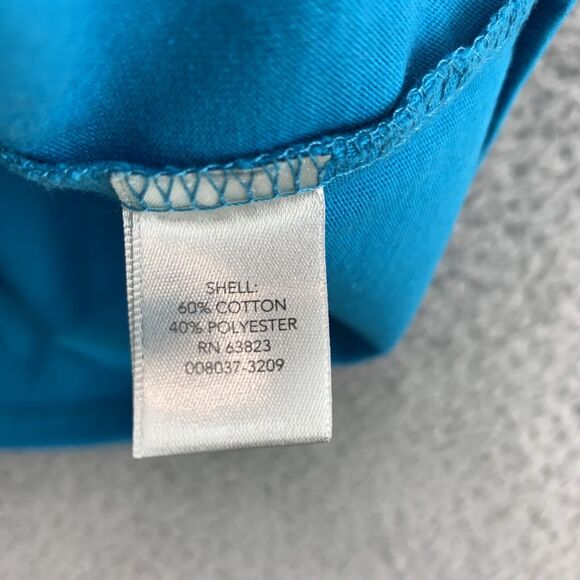 SHELL:
60% COTTON
40% POLYESTER
RN 63823
008037-3209